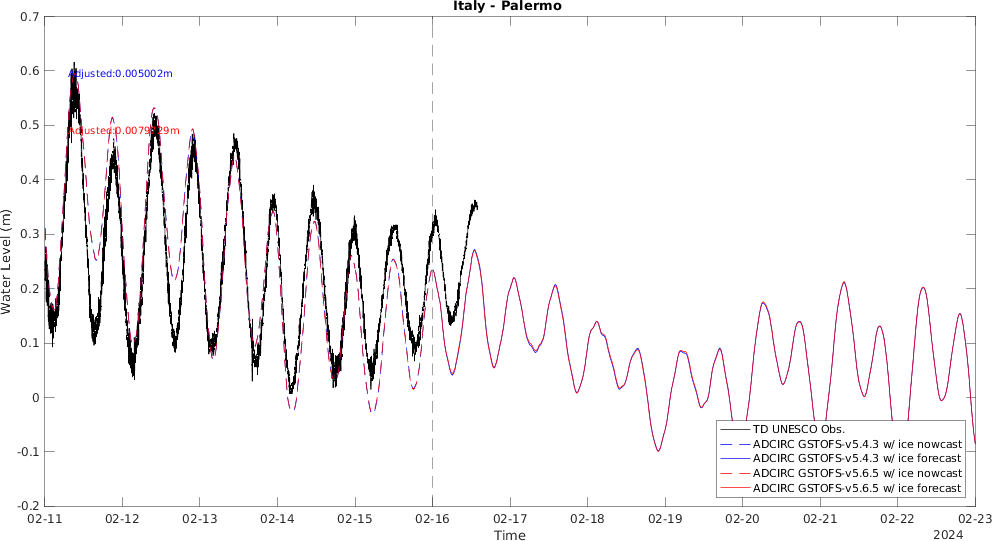 Italy - Palermo
Water Level (m)
0.7
0.6
0.5
0.4
0.3
0.2
0.1
0
-0.1
-0.2
Adjusted:0.005002m
TD UNESCO Obs.
ADCIRC GSTOFS-v5.4.3 w/ ice nowcast
ADCIRC GSTOFS-v5.4.3 w/ ice forecast
ADCIRC GSTOFS-v5.6.5 w/ ice nowcast
ADCIRC GSTOFS-v5.6.5 w/ ice forecast
02-11 02-12 02-13 02-14 02-15 02-16 02-17 02-18 02-19 02-20 02-21 02-22 02-23
Time
2024